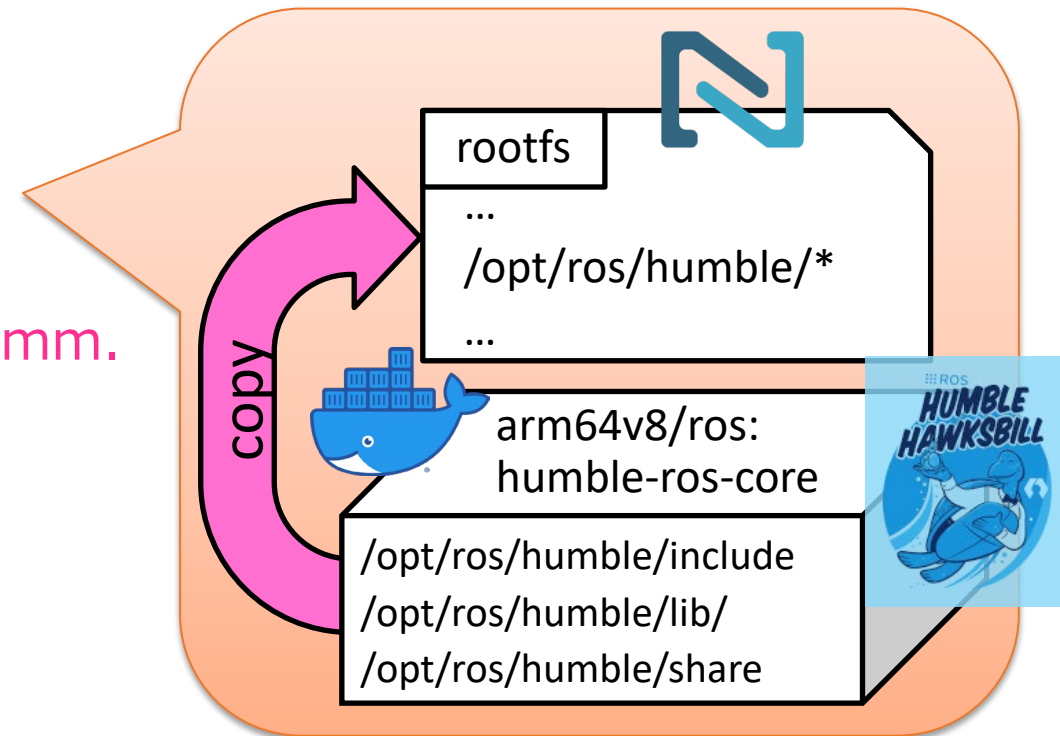 rootfs
...
/opt/ros/humble/*
...
mm.
copy
arm64v8/ros:
humble-ros-core
ROS
HUMBLE
HAWKSBILL
/opt/ros/humble/include
/opt/ros/humble/lib/
/opt/ros/humble/share